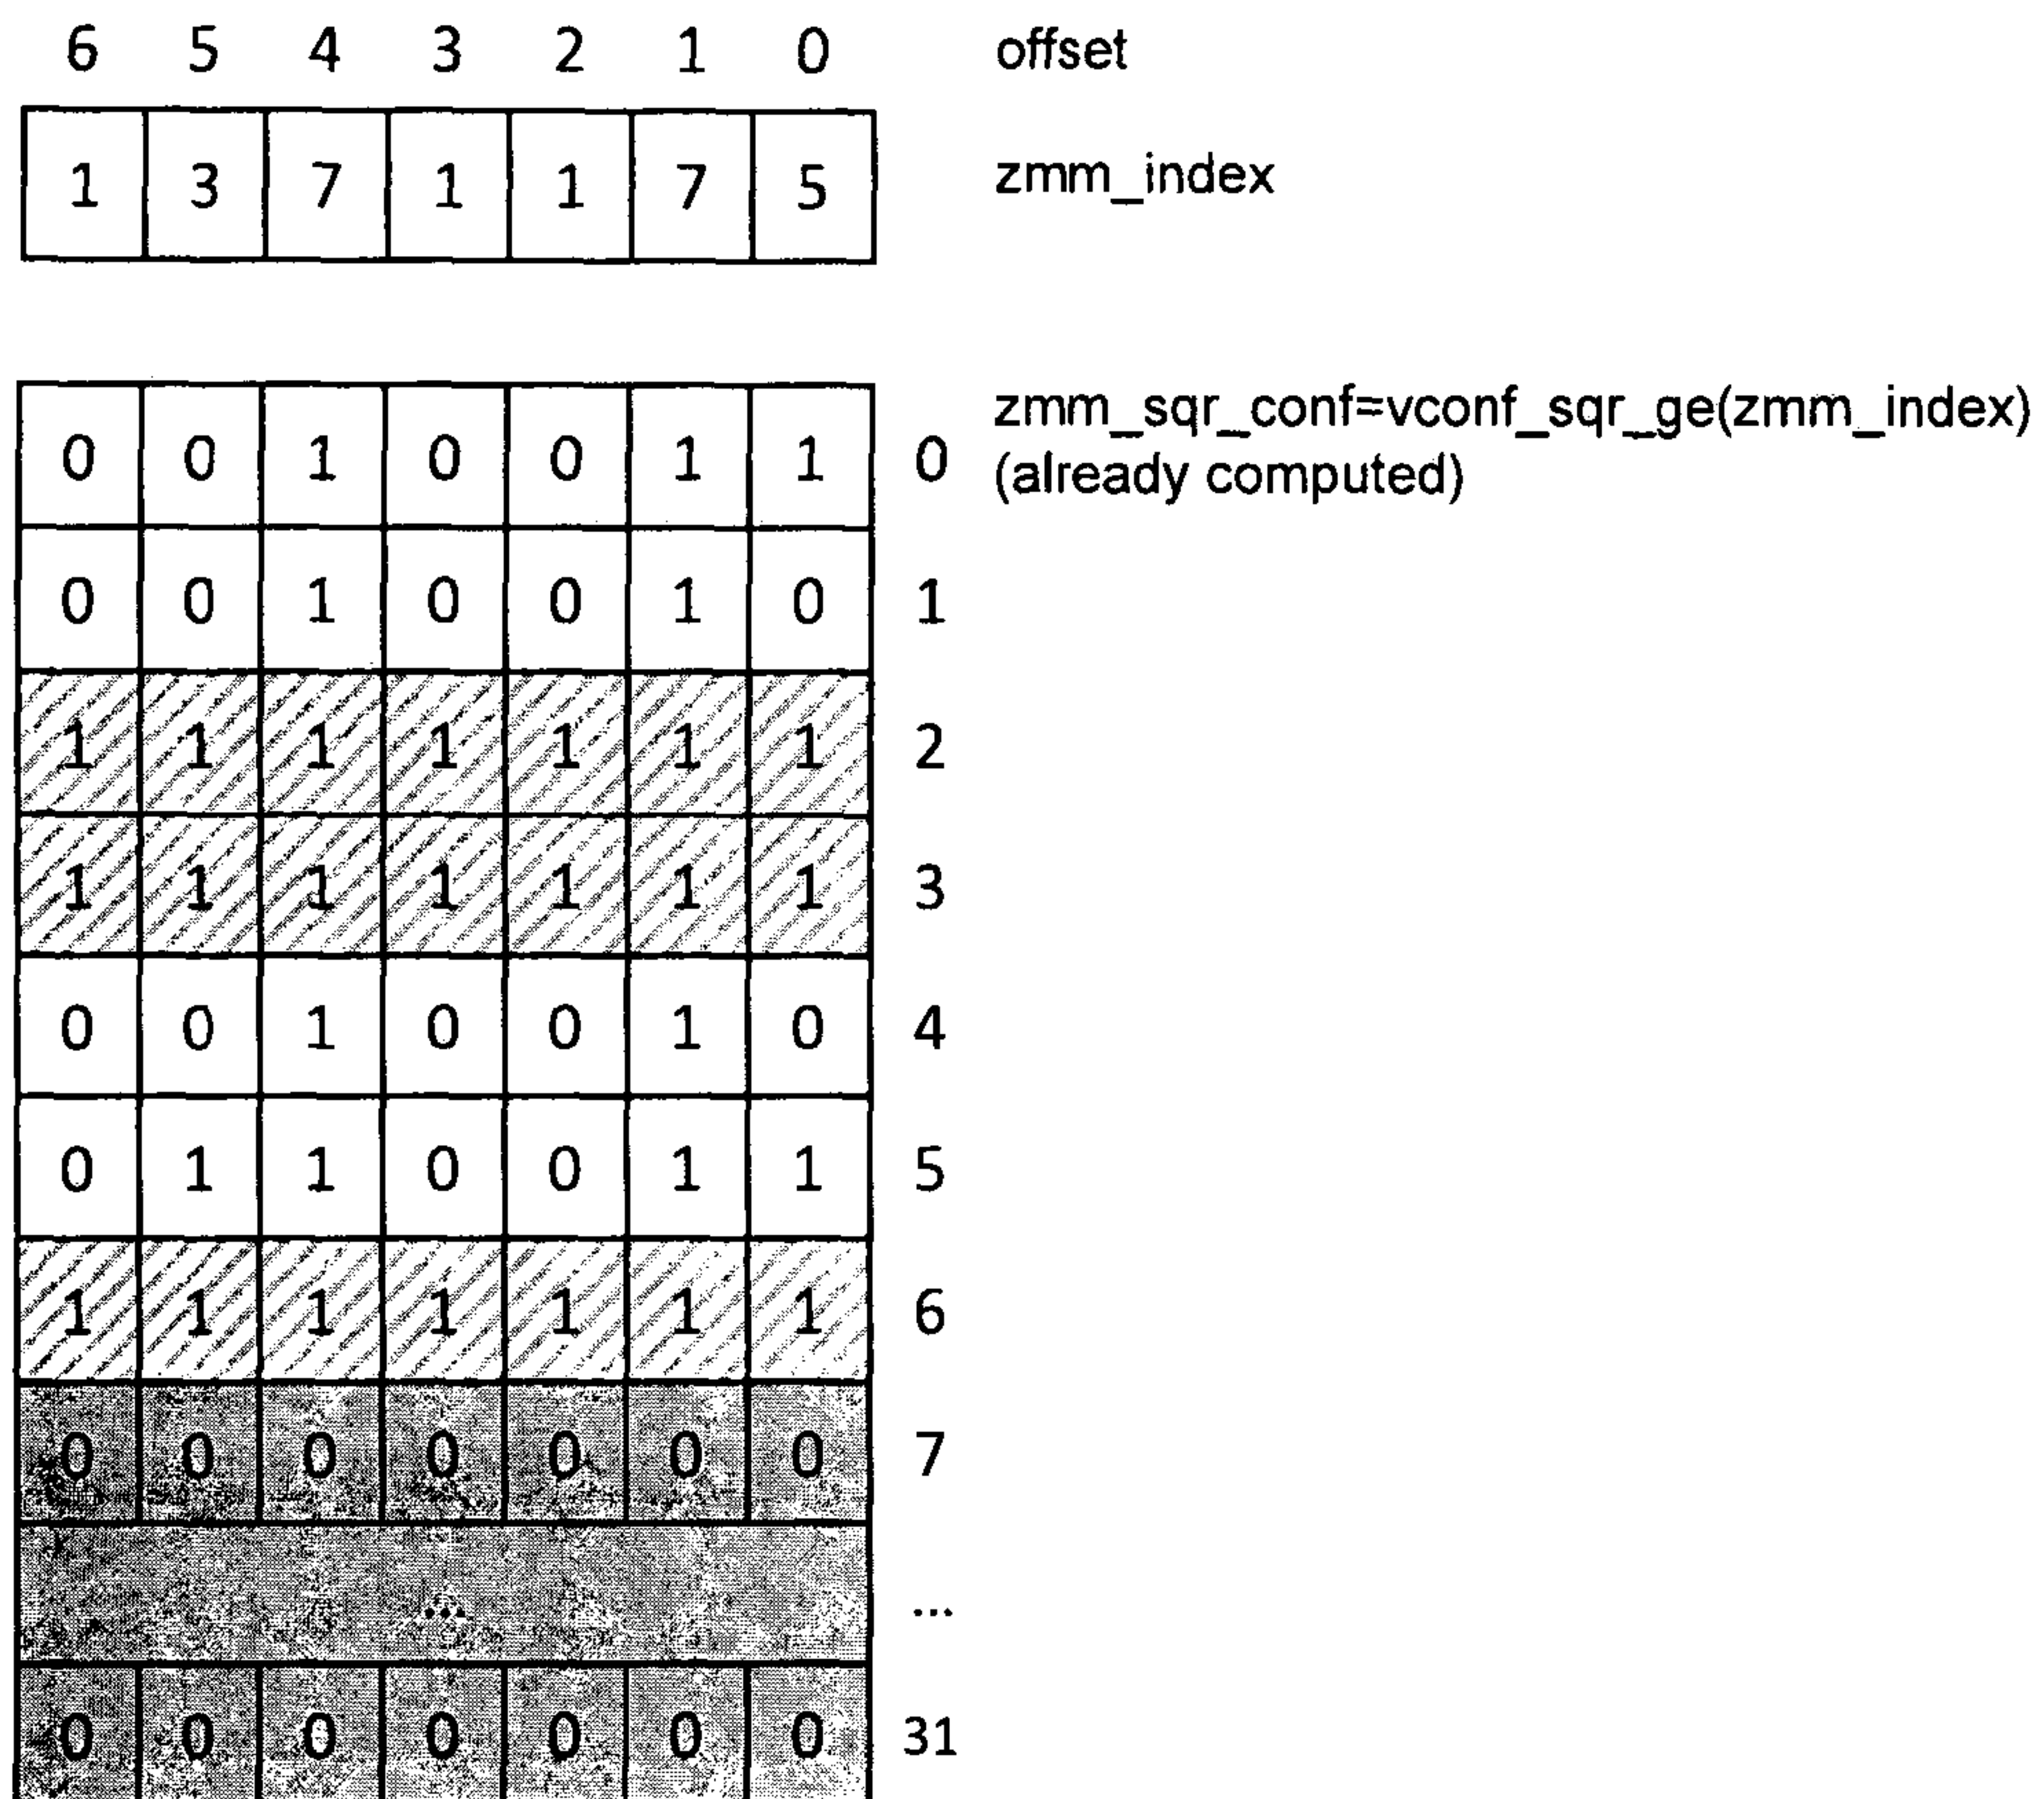 6 5 4 3 2 1 0 offset
1 3 7 1 1 7 5 zmm_index
0 0 1 0 0 1 1 0 zmm_sqr_conf=vconf_sqr_ge(zmm_index)
(already computed)
0 0 1 0 0 1 0 1
1 1 1 1 1 1 1 2
1 1 1 1 1 1 1 3
0 0 1 0 0 1 0 4
0 1 1 0 0 1 1 5
1 1 1 1 1 1 1 6
0 0 0 0 0 0 0 7
... ...
0 0 0 0 0 0 0 31